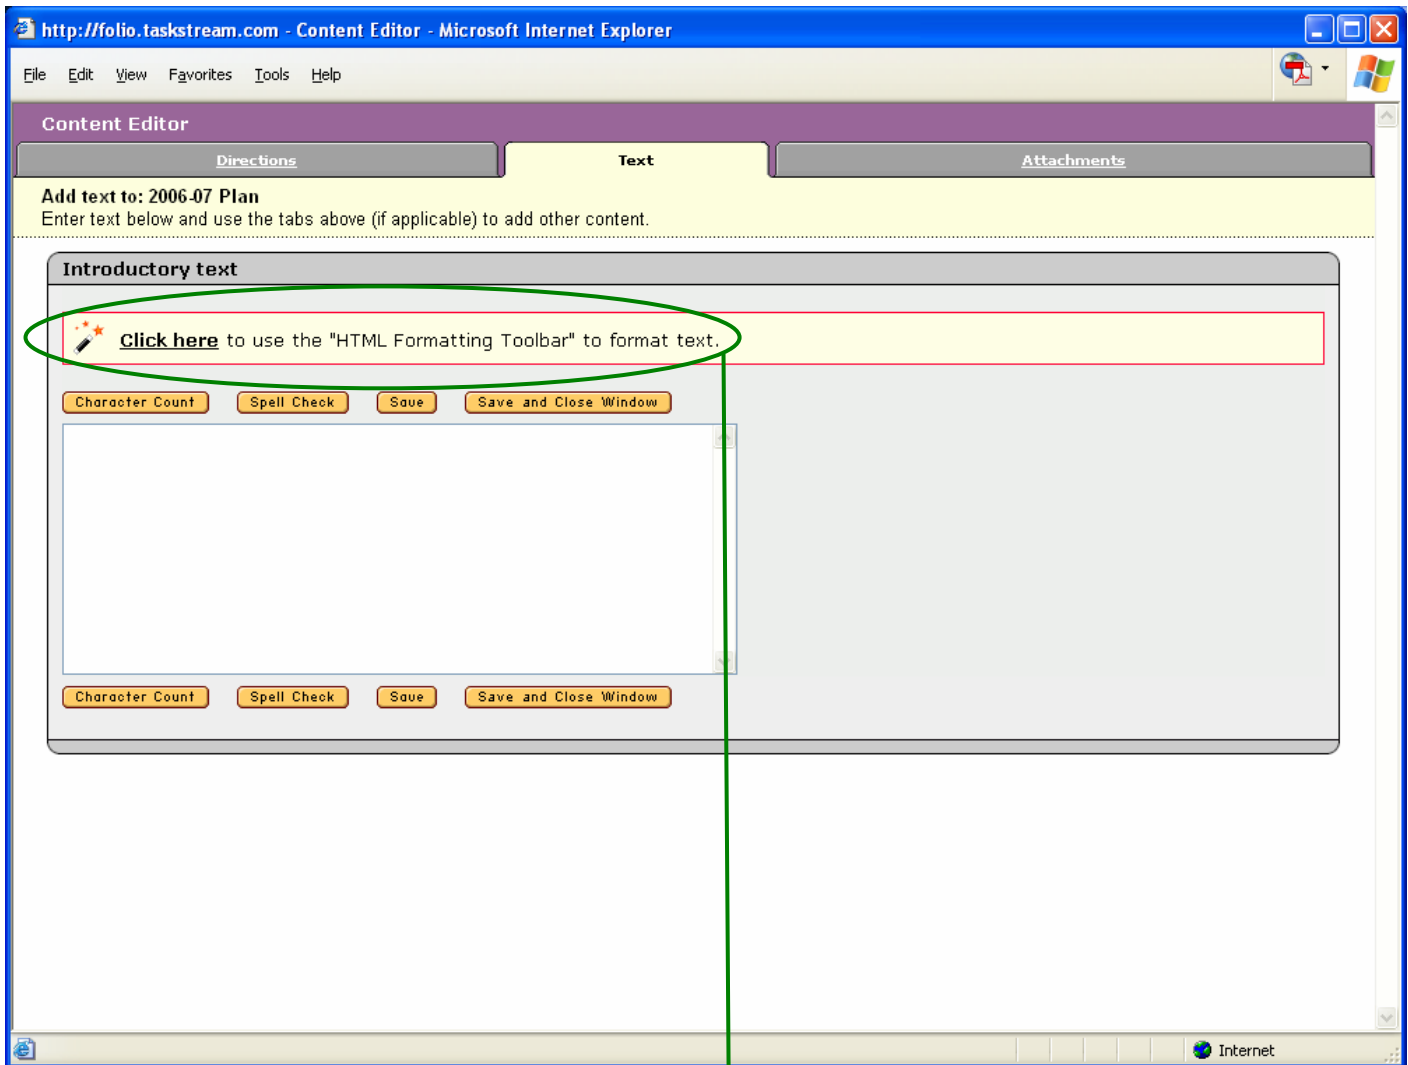 http://folio.taskstream.com - Content Editor - Microsoft Internet Explorer
File Edit View Favorites Tools Help
Content Editor
Directions Text Attachments
Add text to: 2006-07 Plan
Enter text below and use the tabs above (if applicable) to add other content.
Introductory text
Click here to use the "HTML Formatting Toolbar" to format text.
Character Count Spell Check Save Save and Close Window
Character Count Spell Check Save Save and Close Window
Internet